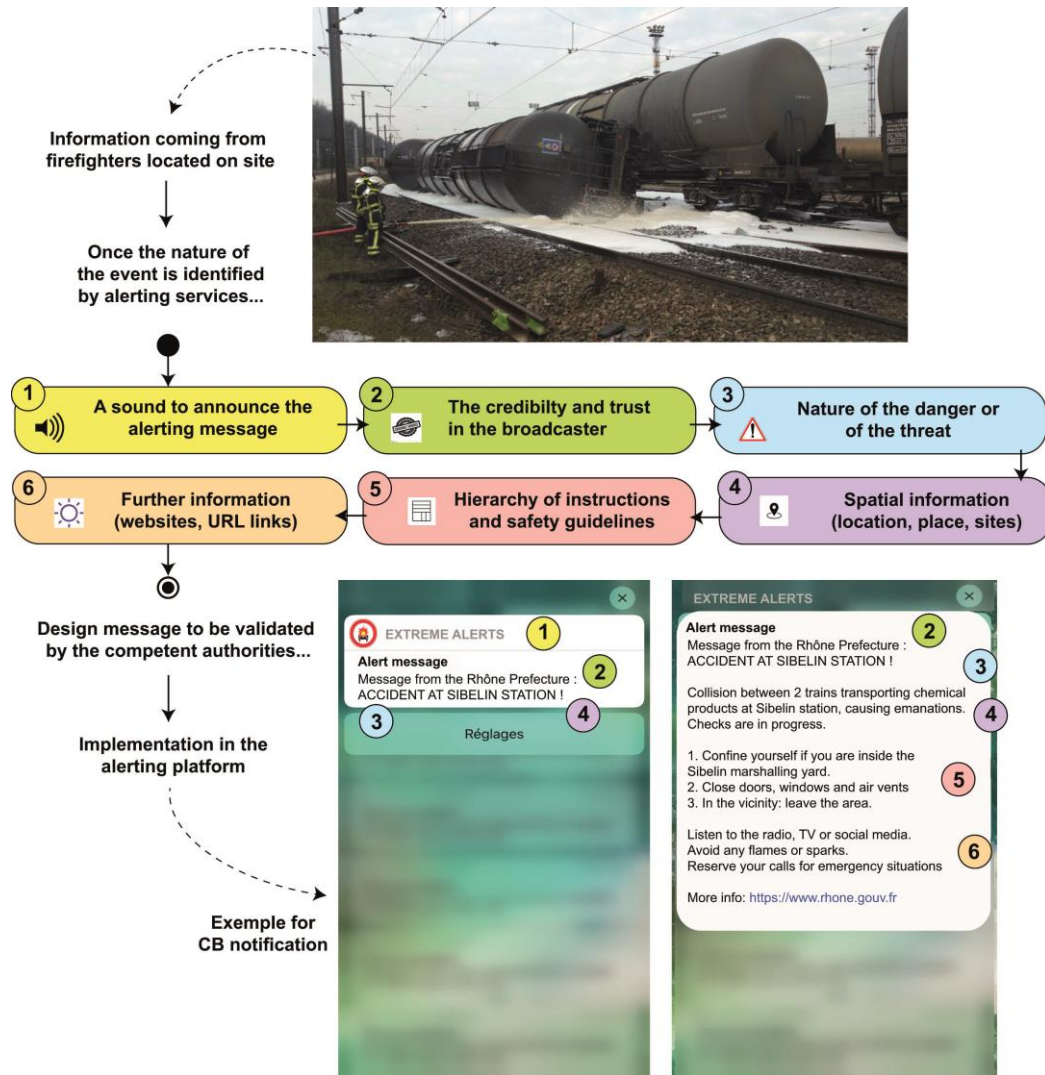 Information coming from
firefighters located on site
Once the nature of
the event is identified
by alerting services...
1
A sound to announce the
alerting message
2
The credibilty and trust
in the broadcaster
3
Nature of the danger or
of the threat
6
Further information
(websites, URL links)
5
Hierarchy of instructions
and safety guidelines
4
Spatial information
(location, place, sites)
Design message to be validated
by the competent authorities...
Implementation in the
alerting platform
Exemple for
CB notification
EXTREME ALERTS
1
Alert message
Message from the Rhône Prefecture :
2
ACCIDENT AT SIBELIN STATION !
3
4
Réglages
EXTREME ALERTS
Alert message
2
Message from the Rhône Prefecture :
ACCIDENT AT SIBELIN STATION !
3
Collision between 2 trains transporting chemical
products at Sibelin station, causing emanations.
4
Checks are in progress.
1. Confine yourself if you are inside the
Sibelin marshalling yard.
5
2. Close doors, windows and air vents
3. In the vicinity: leave the area.
Listen to the radio, TV or social media.
Avoid any flames or sparks.
6
Reserve your calls for emergency situations
More info: https://www.rhone.gouv.fr